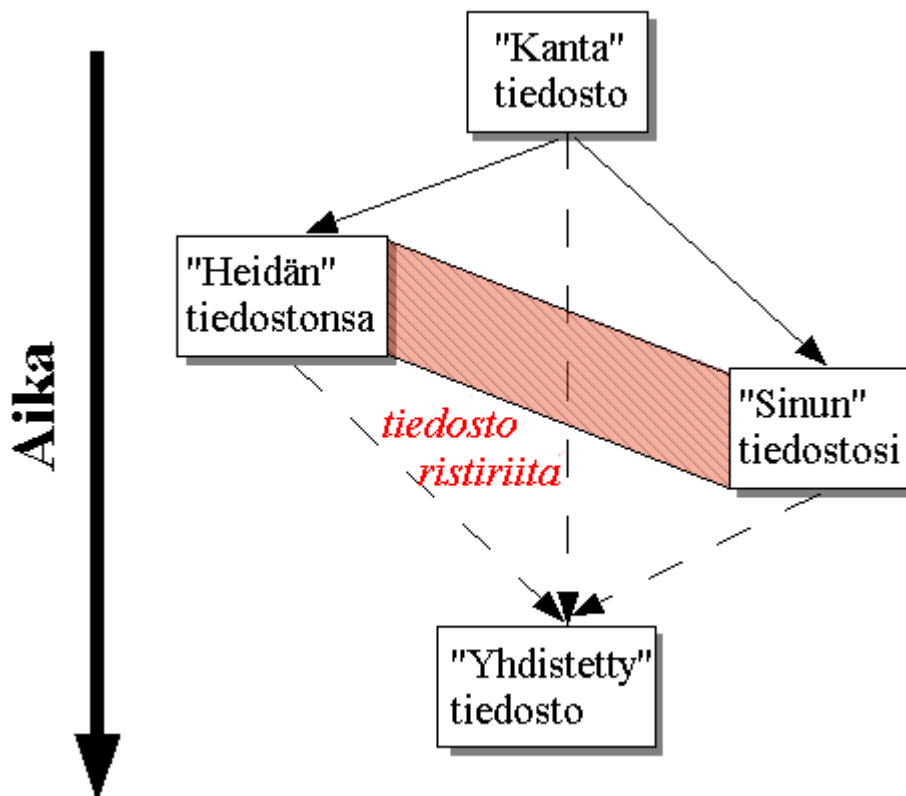 "Kanta"
tiedosto
"Heidän"
tiedostonsa
"Sinun"
tiedostosi
tiedosto
ristiriita
"Yhdistetty"
tiedosto
Aika